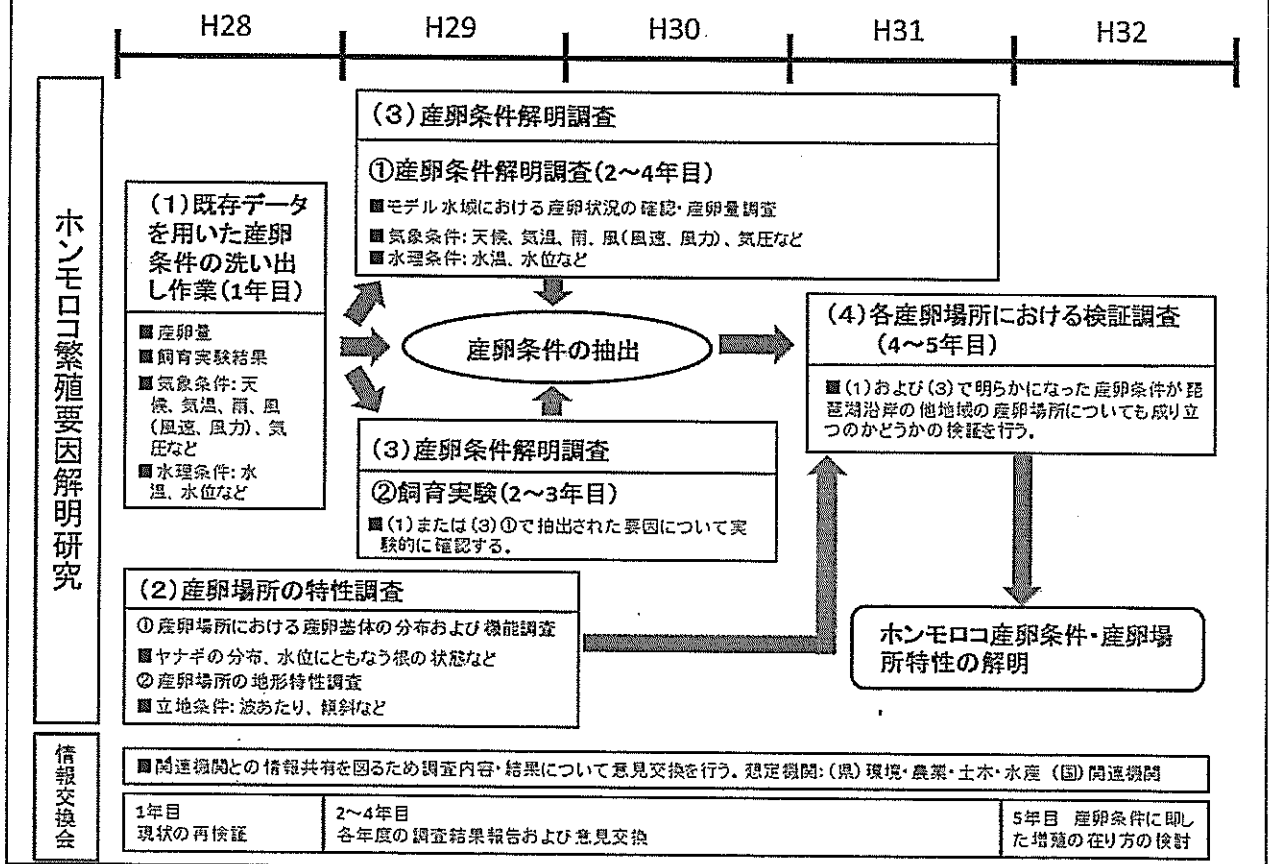 H28
H29
H30
H31
H32
ホンモロコ繁殖要因解明研究
(1)既存データ
を用いた産卵
条件の洗い出
し作業(1年目)
■産卵量
■飼育実験結果
■気象条件:天
候、気温、雨、風
(風速、風力)、気
圧など
■水理条件:水
温、水位など
(3)産卵条件解明調査
①産卵条件解明調査(2~4年目)
■モデル水域における産卵状況の確認・産卵量調査
■気象条件:天候、気温、雨、風(風速、風力)、気圧など
■水理条件:水温、水位など
産卵条件の抽出
(3)産卵条件解明調査
②飼育実験(2~3年目)
■(1)または(3)①で抽出された要因について実
験的に確認する。
(4)各産卵場所における検証調査
(4~5年目)
■(1)および(3)で明らかになった産卵条件が琵
琶湖沿岸の他地域の産卵場所についても成り立
つのかどうかの検証を行う。
(2)産卵場所の特性調査
①産卵場所における産卵基体の分布および機能調査
■ヤナギの分布、水位にともなう根の状態など
②産卵場所の地形特性調査
■立地条件:波あたり、傾斜など
ホンモロコ産卵条件・産卵場
所特性の解明
情報交換会
■関連機関との情報共有を図るため調査内容・結果について意見交換を行う。想定機関:(県)環境・農業・土木・水産 (国)関連機関
1年目
現状の再検証
2~4年目
各年度の調査結果報告および意見交換
5年目 産卵条件に即し
た増殖の在り方の検討